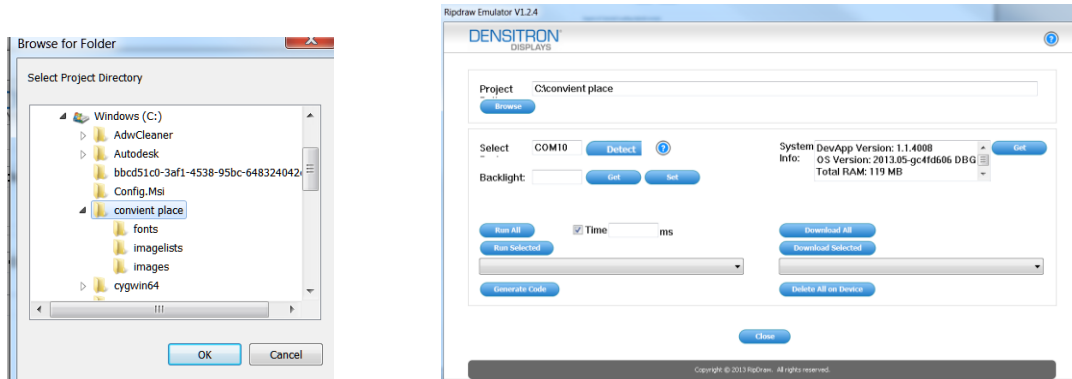 Browse for Folder
Select Project Directory
Windows (C:)
AdwCleaner
Autodesk
bbcd51c0-3af1-4538-95bc-648324042
Config.Msi
convient place
fonts
imagelists
images
cygwin64
OK Cancel
Ripdraw Emulator V1.2.4
DENSITRON
DISPLAYS
Project C:\convient place
Browse
Select COM10 Detect
System Info: DevApp Version: 1.1.4008 Get
OS Version: 2013.05-gc4fd606 DBG
Total RAM: 119 MB
Backlight: Get Set
Run All Time ms Download All
Run Selected Download Selected
Generate Code Delete All on Device
Close
Copyright © 2013 RipDraw. All rights reserved.